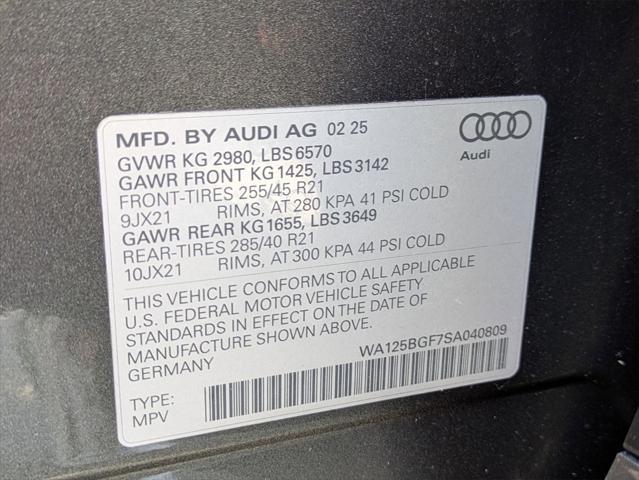 MFD. BY AUDI AG 02 25
GVWR KG 2980, LBS 6570
GAWR FRONT KG 1425, LBS 3142
FRONT-TIRES 255/45 R21
9JX21 RIMS, AT 280 KPA 41 PSI COLD
GAWR REAR KG 1655, LBS 3649
REAR-TIRES 285/40 R21
10JX21 RIMS, AT 300 KPA 44 PSI COLD
Audi
THIS VEHICLE CONFORMS TO ALL APPLICABLE
U.S. FEDERAL MOTOR VEHICLE SAFETY
STANDARDS IN EFFECT ON THE DATE OF
MANUFACTURE SHOWN ABOVE.
GERMANY
WA125BGF7SA040809
TYPE:
MPV